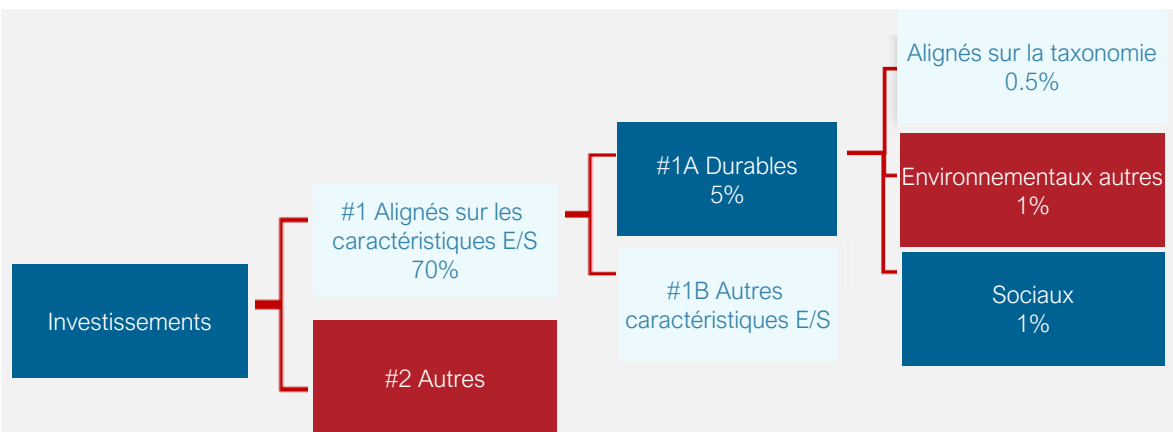 Investissements
#1 Alignés sur les
caractéristiques E/S
70%
#2 Autres
#1A Durables
5%
#1B Autres
caractéristiques E/S
Alignés sur la taxonomie
0.5%
Environnementaux autres
1%
Sociaux
1%